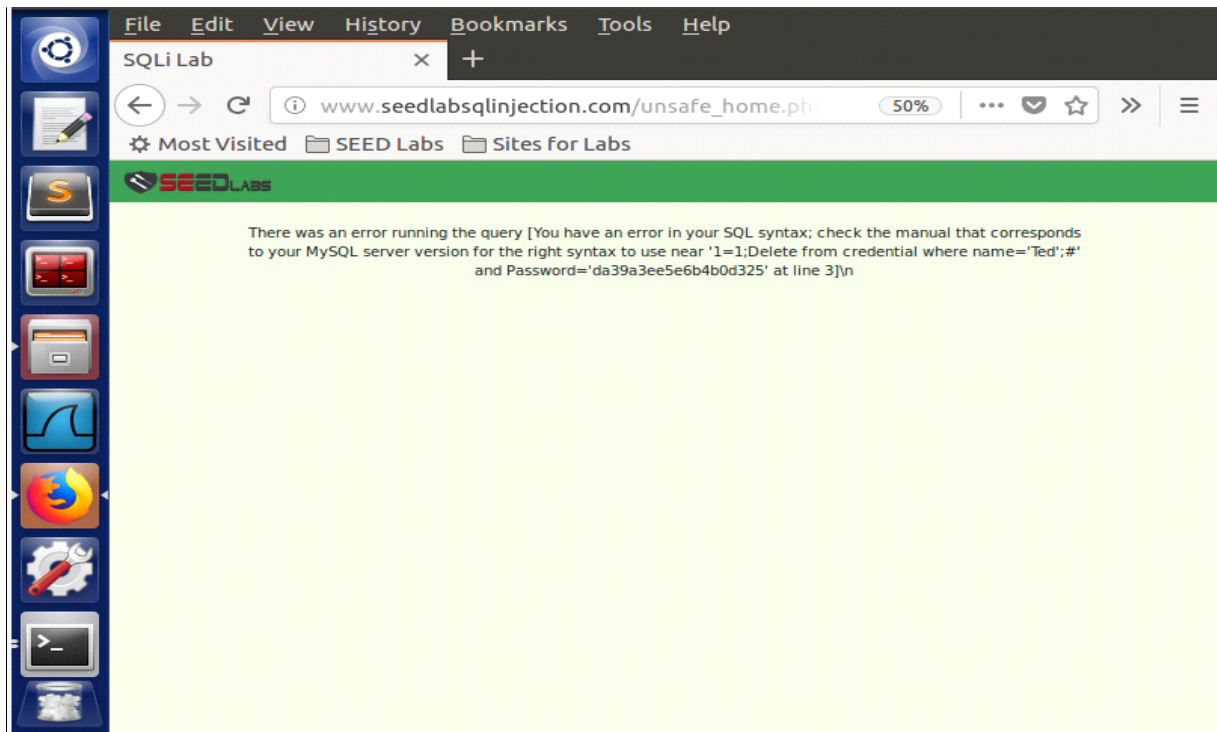 File Edit View History Bookmarks Tools Help
SQLi Lab
www.seedlabsqlinjection.com/unsafe_home.ph
50%
Most Visited SEED Labs Sites for Labs
SEEDLABS
There was an error running the query [You have an error in your SQL syntax; check the manual that corresponds
to your MySQL server version for the right syntax to use near '1=1;Delete from credential where name='Ted';#'
and Password='da39a3ee5e6b4b0d325' at line 3]\n